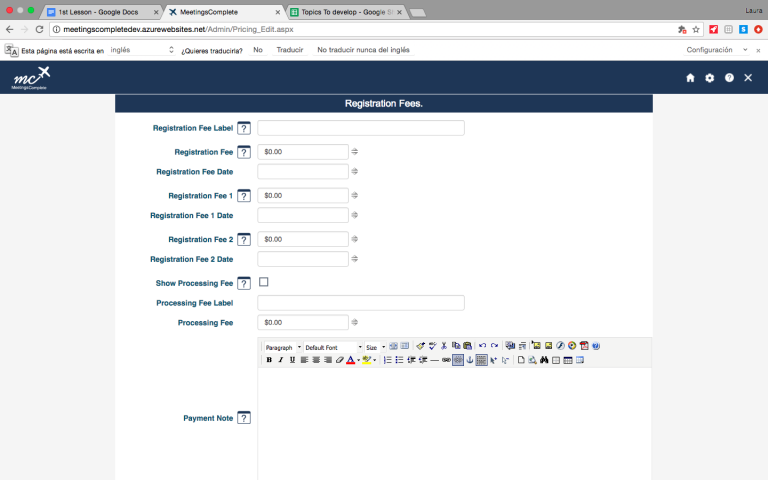 1st Lesson - Google Docs
MeetingsComplete
Topics To develop - Google
Laura
meetingscompletedev.azurewebsites.net/Admin/Pricing_Edit.aspx
Esta página está escrita en inglés ¿Quieres traducirla? No Traducir No traducir nunca del inglés Configuración
mc
MeetingsComplete
Registration Fees.
Registration Fee Label ?
Registration Fee ? $0.00
Registration Fee Date
Registration Fee 1 ? $0.00
Registration Fee 1 Date
Registration Fee 2 ? $0.00
Registration Fee 2 Date
Show Processing Fee ?
Processing Fee Label
Processing Fee $0.00
Paragraph Default Font Size
B I U
Payment Note ?